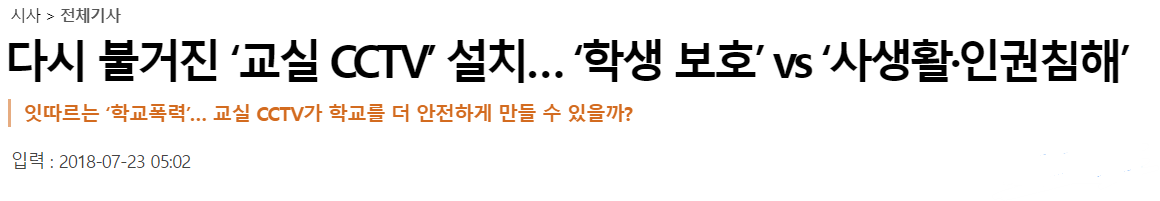 시사 > 전체기사
다시 불거진 ‘교실 CCTV’ 설치… ‘학생 보호’ vs ‘사생활·인권침해’
잇따르는 ‘학교폭력’… 교실 CCTV가 학교를 더 안전하게 만들 수 있을까?
입력 : 2018-07-23 05:02